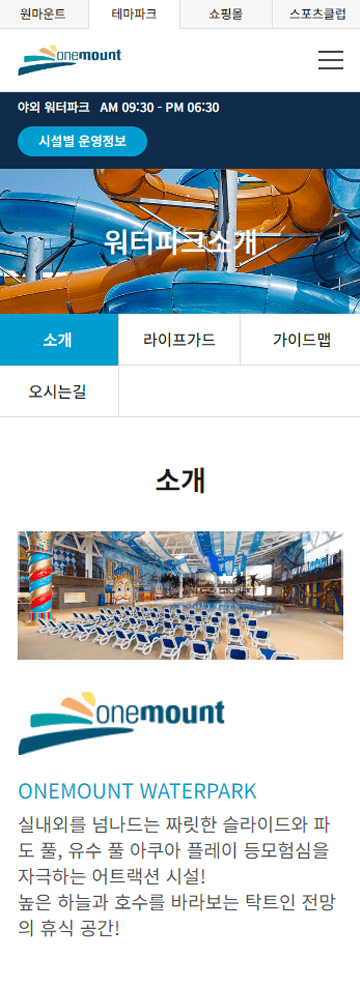 원마운트 테마파크 쇼핑몰 스포츠클럽
onemount
야외 워터파크 AM 09:30 - PM 06:30
시설별 운영정보
워터파크소개
소개 라이프가드 가이드맵
오시는길
소개
onemount
ONEMOUNT WATERPARK
실내외를 넘나드는 짜릿한 슬라이드와 파
도 풀, 유수 풀 아쿠아 플레이 등모험심을
자극하는 어트랙션 시설!
높은 하늘과 호수를 바라보는 탁트인 전망
의 휴식 공간!